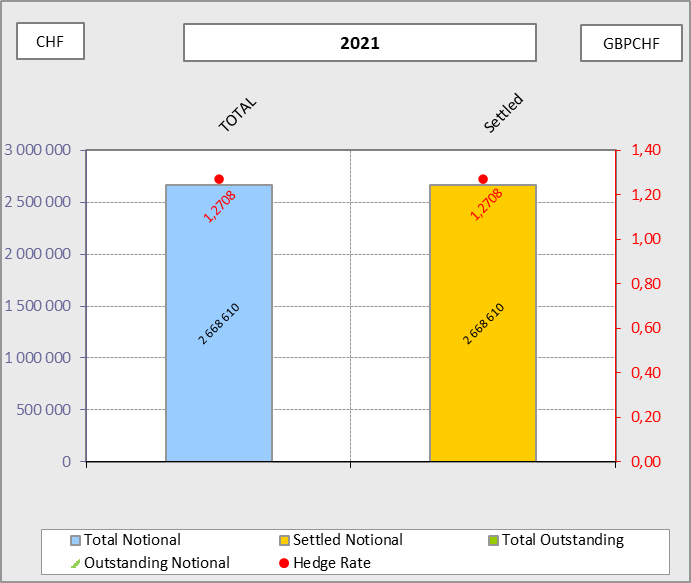 CHF
2021
GBPCHF
TOTAL
Settled
3 000 000
2 500 000
2 000 000
1 500 000
1 000 000
500 000
0
1,2708
1,2708
2 668 610
2 668 610
1,40
1,20
1,00
0,80
0,60
0,40
0,20
0,00
Total Notional
Settled Notional
Total Outstanding
Outstanding Notional
Hedge Rate